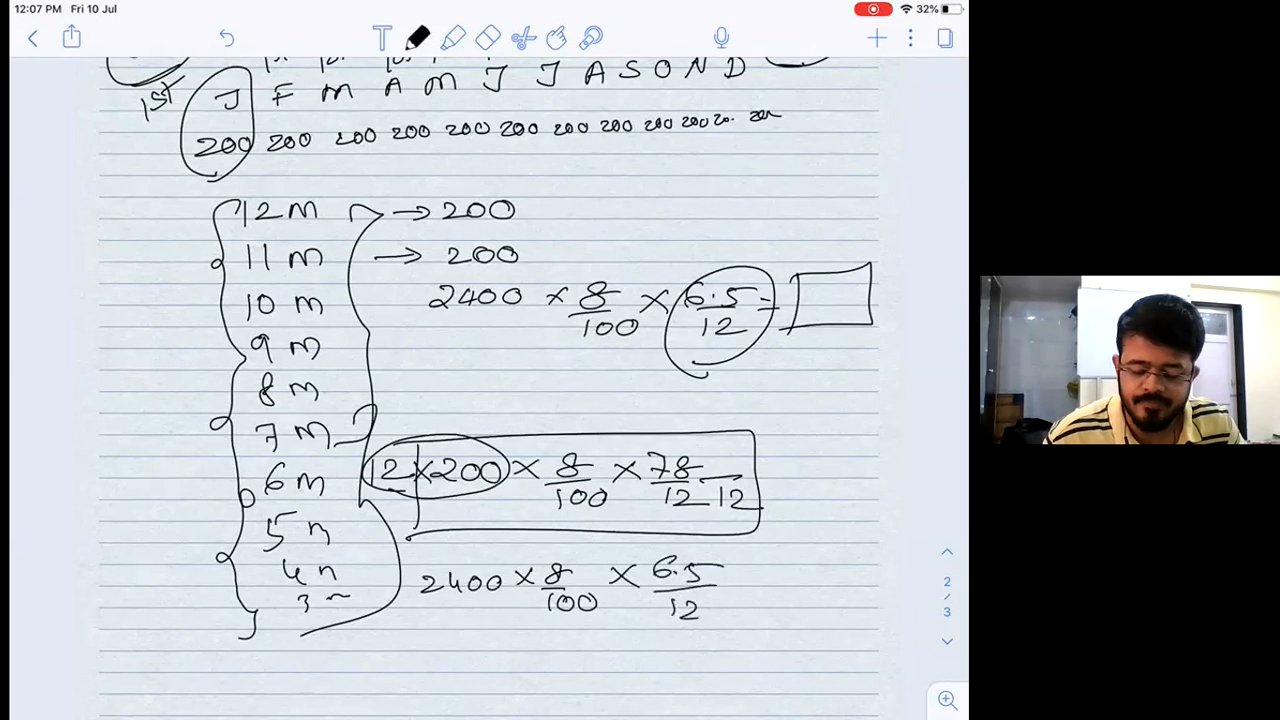 12:07 PM Fri 10 Jul 32%
T
1st J F M A M J J A S O N D
200 200 200 200 200 200 200 200 200 200 20.
12 m → 200
11 m → 200
10 m 2400 × 8/100 × 6.5/12 =
9 m
8 m
7 m
6 m 12 × 200 × 8/100 × 78/12 12
5 m
4 m 2400 × 8/100 × 6.5/12
3 m
2
/
3